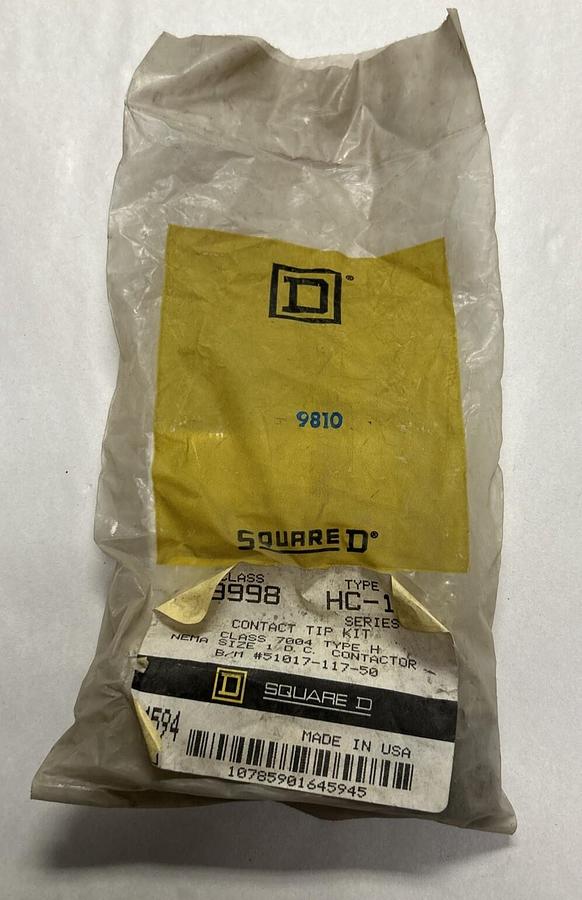 D®
9810
SQUARE D®
CLASS TYPE
9998 HC-1
SERIES
CONTACT TIP KIT
CLASS 7004 TYPE H
NEMA SIZE 1 D.C. CONTACTOR
B/M #51017-117-50
D SQUARE D
MADE IN USA
10785901645945